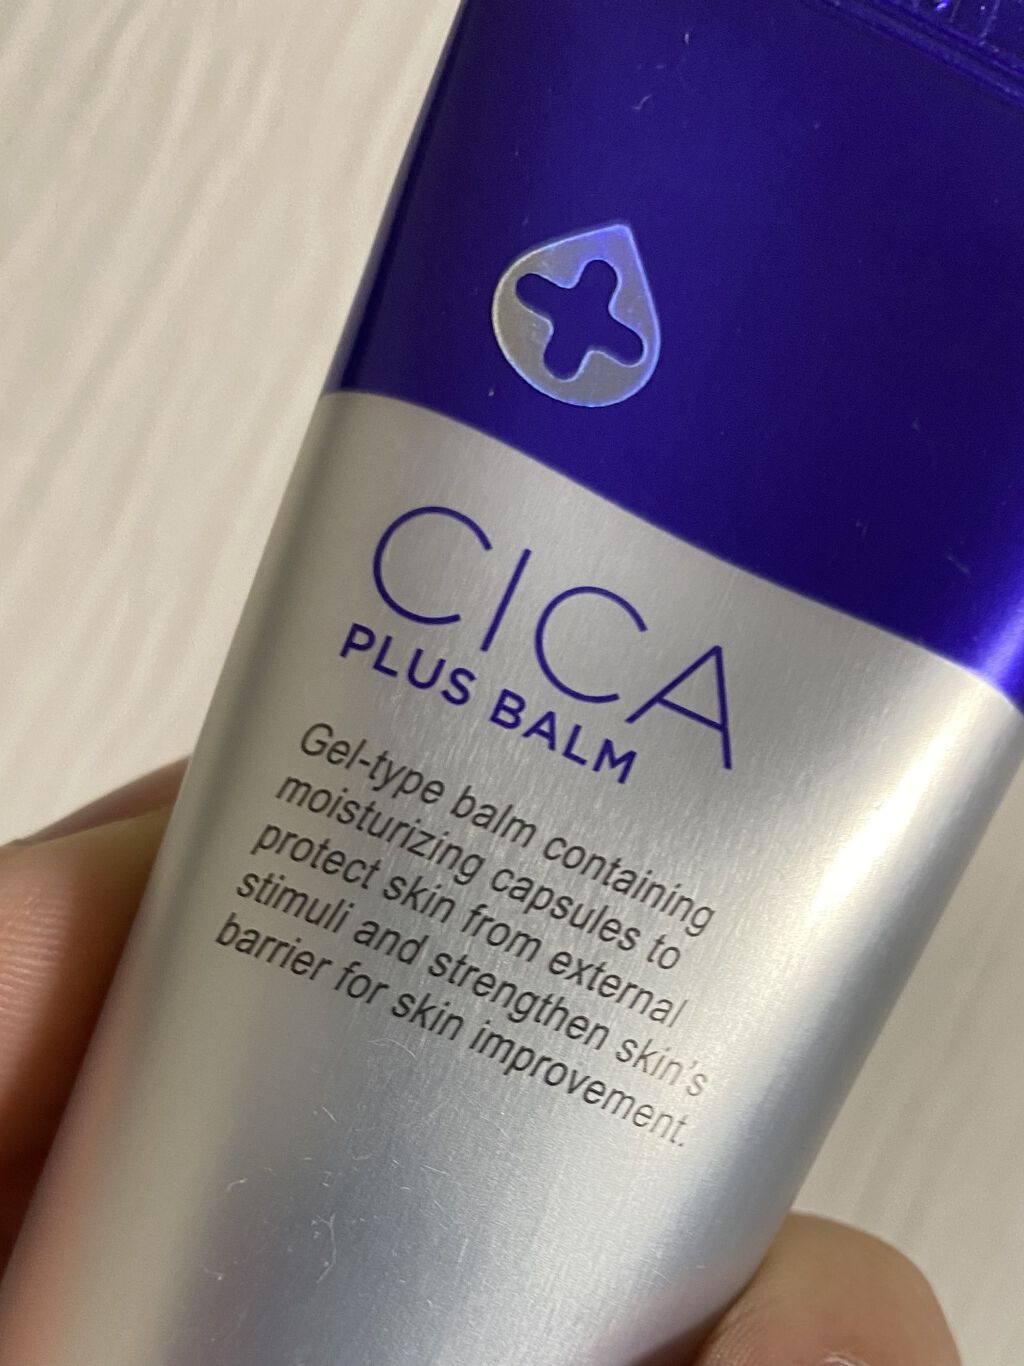 CICA
PLUS BALM
Gel-type balm containing
moisturizing capsules to
protect skin from external
stimuli and strengthen skin's
barrier for skin improvement.